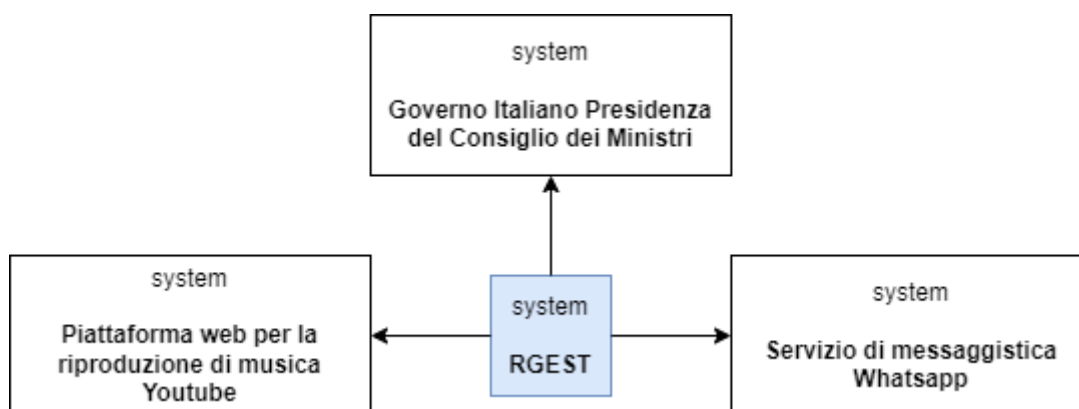 system
Governo Italiano Presidenza
del Consiglio dei Ministri
system
Piattaforma web per la
riproduzione di musica
Youtube
system
RGEST
system
Servizio di messaggistica
Whatsapp